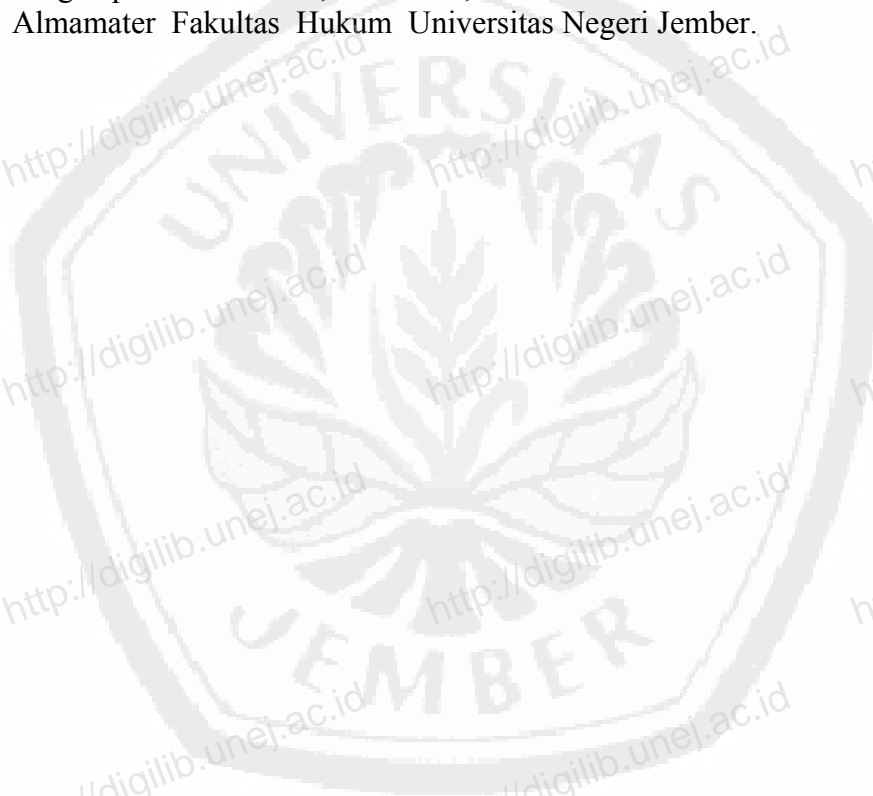 Almamater Fakultas Hukum Universitas Negeri Jember.
UNIVERSITAS
http://digilib.unej.ac.id
http://digilib.unej.ac.id
http://digilib.unej.ac.id
http://digilib.unej.ac.id
http://digilib.unej.ac.id
http://digilib.unej.ac.id
JEMBER
//digilib.unej.ac.id
//digilib.unej.ac.id